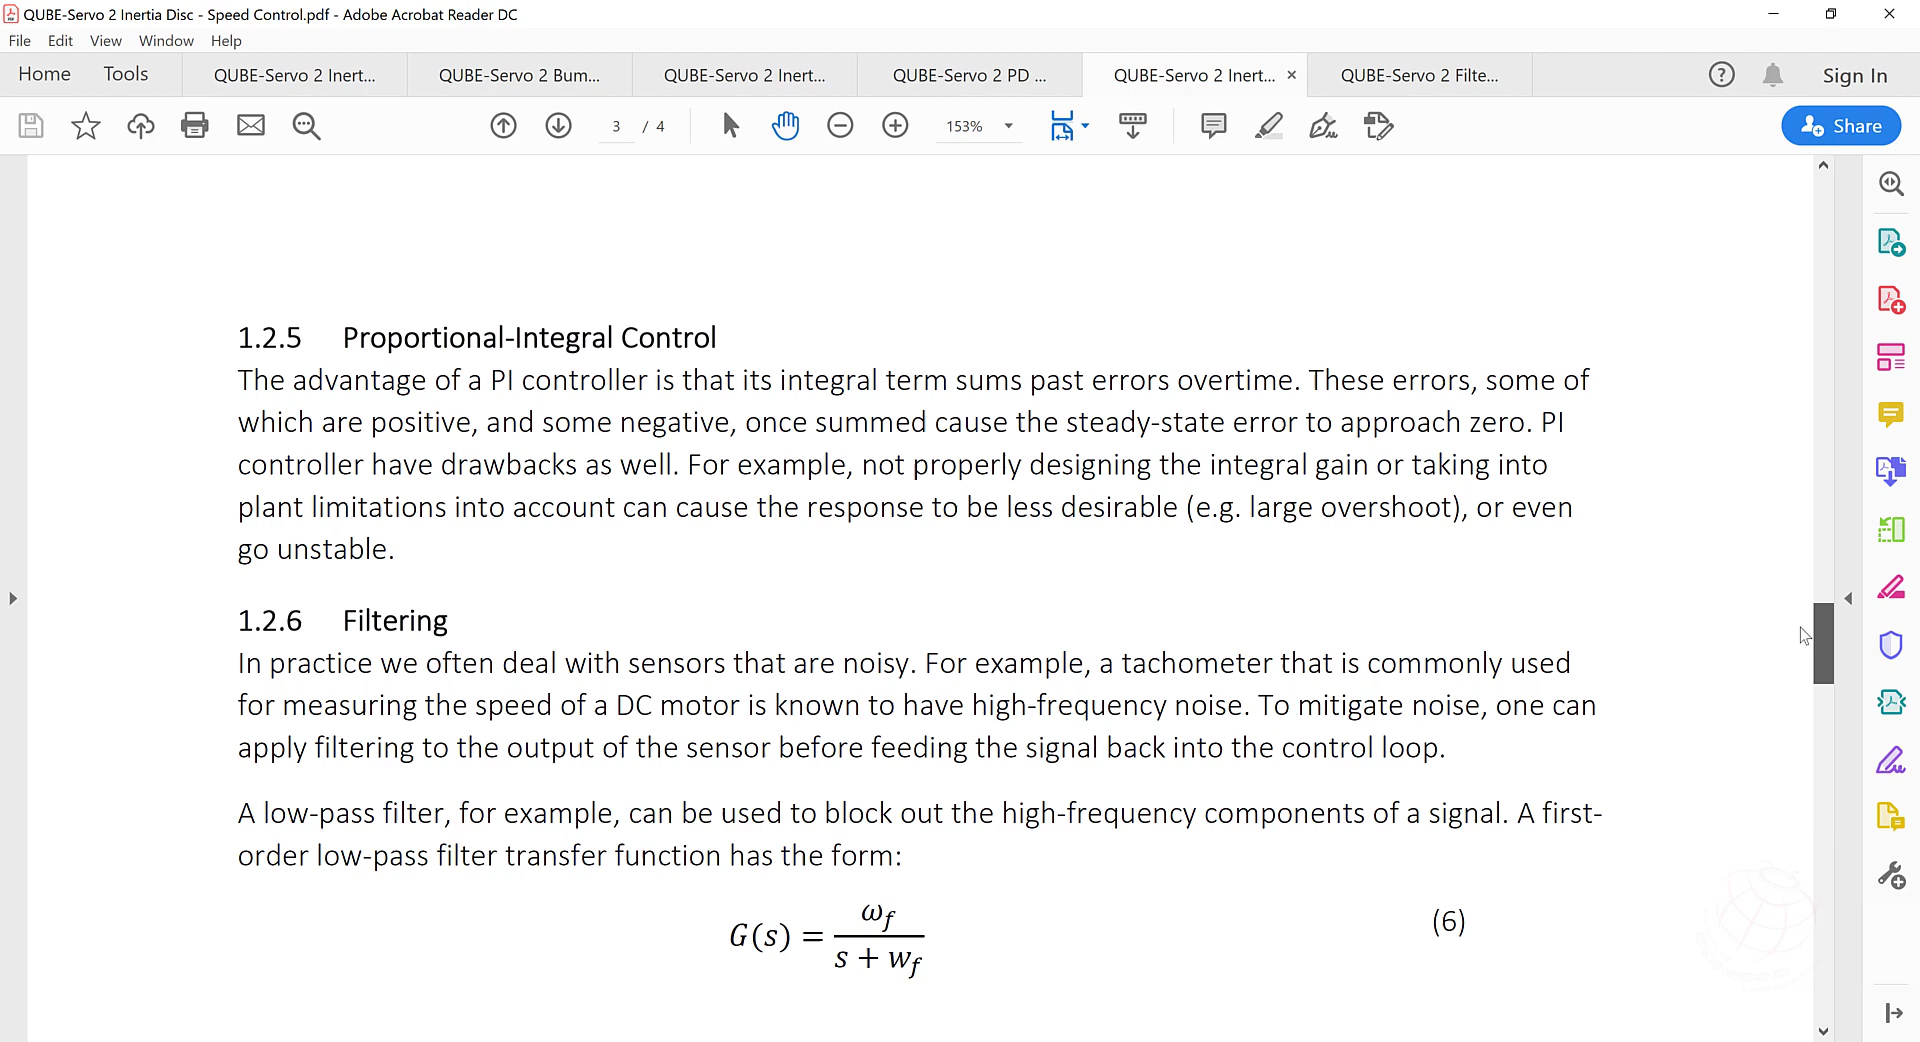 QUBE-Servo 2 Inertia Disc - Speed Control.pdf - Adobe Acrobat Reader DC
File Edit View Window Help
Home Tools QUBE-Servo 2 Inert... QUBE-Servo 2 Bum... QUBE-Servo 2 Inert... QUBE-Servo 2 PD ... QUBE-Servo 2 Inert... QUBE-Servo 2 Filte... Sign In
3 / 4 153% Share
1.2.5 Proportional-Integral Control
The advantage of a PI controller is that its integral term sums past errors overtime. These errors, some of
which are positive, and some negative, once summed cause the steady-state error to approach zero. PI
controller have drawbacks as well. For example, not properly designing the integral gain or taking into
plant limitations into account can cause the response to be less desirable (e.g. large overshoot), or even
go unstable.
1.2.6 Filtering
In practice we often deal with sensors that are noisy. For example, a tachometer that is commonly used
for measuring the speed of a DC motor is known to have high-frequency noise. To mitigate noise, one can
apply filtering to the output of the sensor before feeding the signal back into the control loop.
A low-pass filter, for example, can be used to block out the high-frequency components of a signal. A first-
order low-pass filter transfer function has the form:
G(s) = ω_f / (s + w_f) (6)